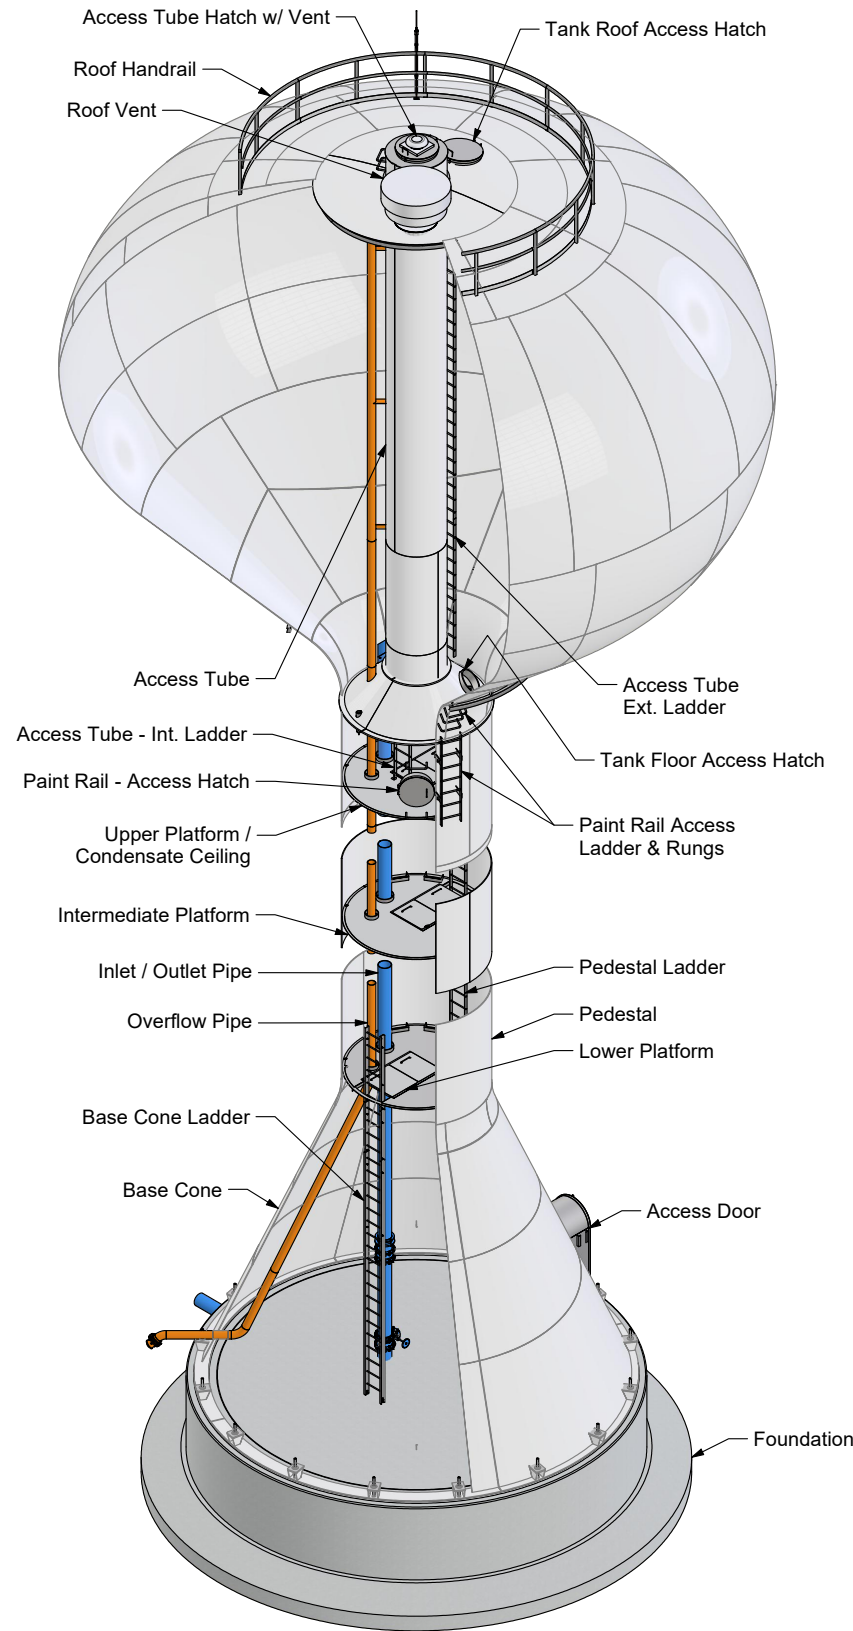 Access Tube Hatch w/ Vent
Tank Roof Access Hatch
Roof Handrail
Roof Vent
Access Tube
Access Tube
Ext. Ladder
Access Tube - Int. Ladder
Tank Floor Access Hatch
Paint Rail - Access Hatch
Upper Platform /
Condensate Ceiling
Paint Rail Access
Ladder & Rungs
Intermediate Platform
Inlet / Outlet Pipe
Pedestal Ladder
Overflow Pipe
Pedestal
Lower Platform
Base Cone Ladder
Base Cone
Access Door
Foundation